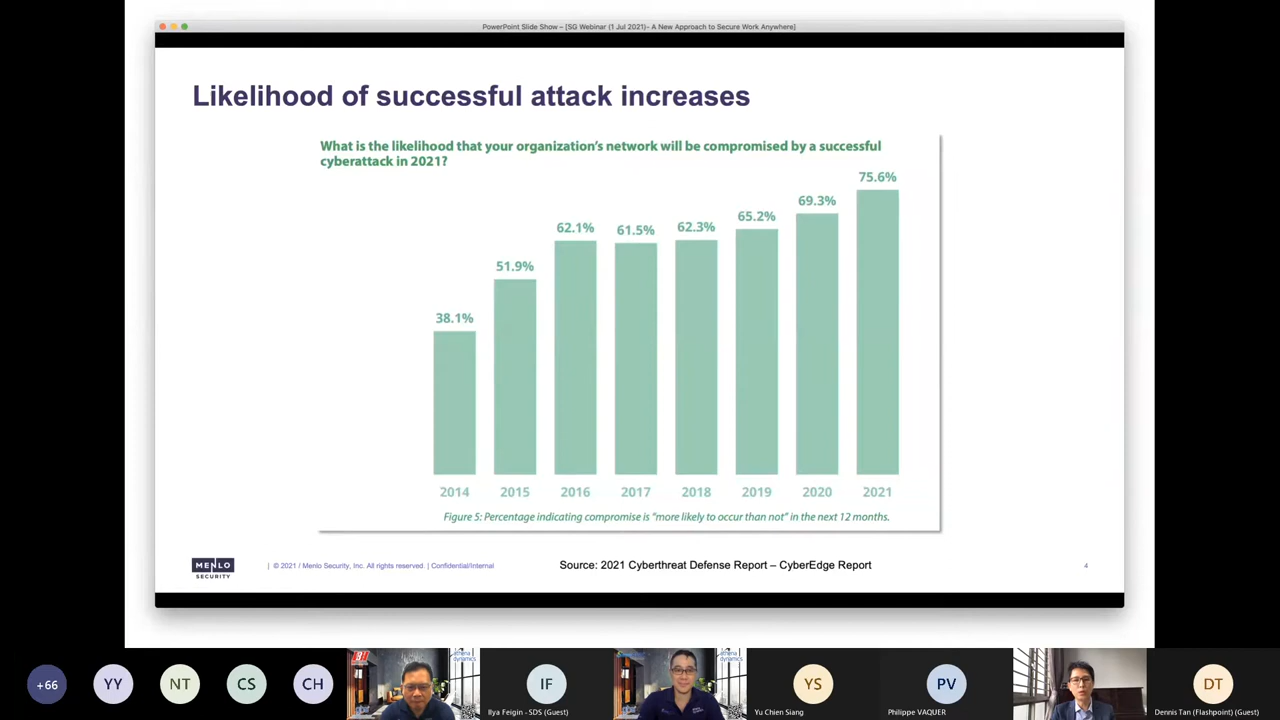 PowerPoint Slide Show – [SG Webinar (1 Jul 2021)- A New Approach to Secure Work Anywhere]
Likelihood of successful attack increases
What is the likelihood that your organization's network will be compromised by a successful
cyberattack in 2021?
75.6%
69.3%
65.2%
62.1%
61.5%
62.3%
51.9%
38.1%
2014 2015 2016 2017 2018 2019 2020 2021
Figure 5: Percentage indicating compromise is "more likely to occur than not" in the next 12 months.
MENLO
SECURITY
| © 2021 / Menlo Security, Inc. All rights reserved. | Confidential/Internal
Source: 2021 Cyberthreat Defense Report – CyberEdge Report
4
+66
YY
NT
CS
CH
athena
dynamics
IF
Ilya Feigin - SDS (Guest)
athena
dynamics
YS
Yu Chien Siang
PV
Philippe VAQUER
DT
Dennis Tan (Flashpoint) (Guest)